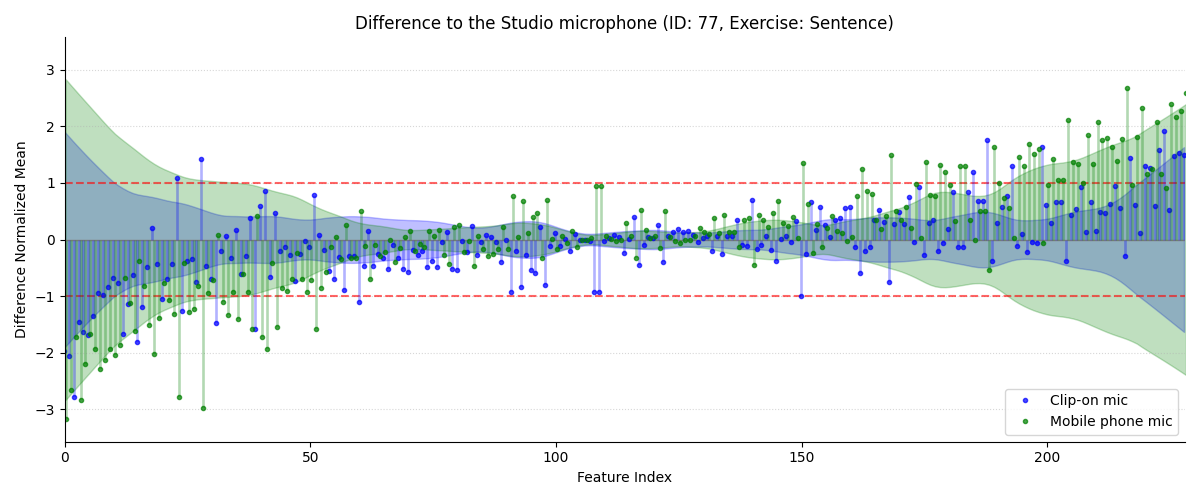 Difference to the Studio microphone (ID: 77, Exercise: Sentence)
Difference Normalized Mean
3
2
1
0
−1
−2
−3
0
50
100
150
200
Feature Index
Clip-on mic
Mobile phone mic